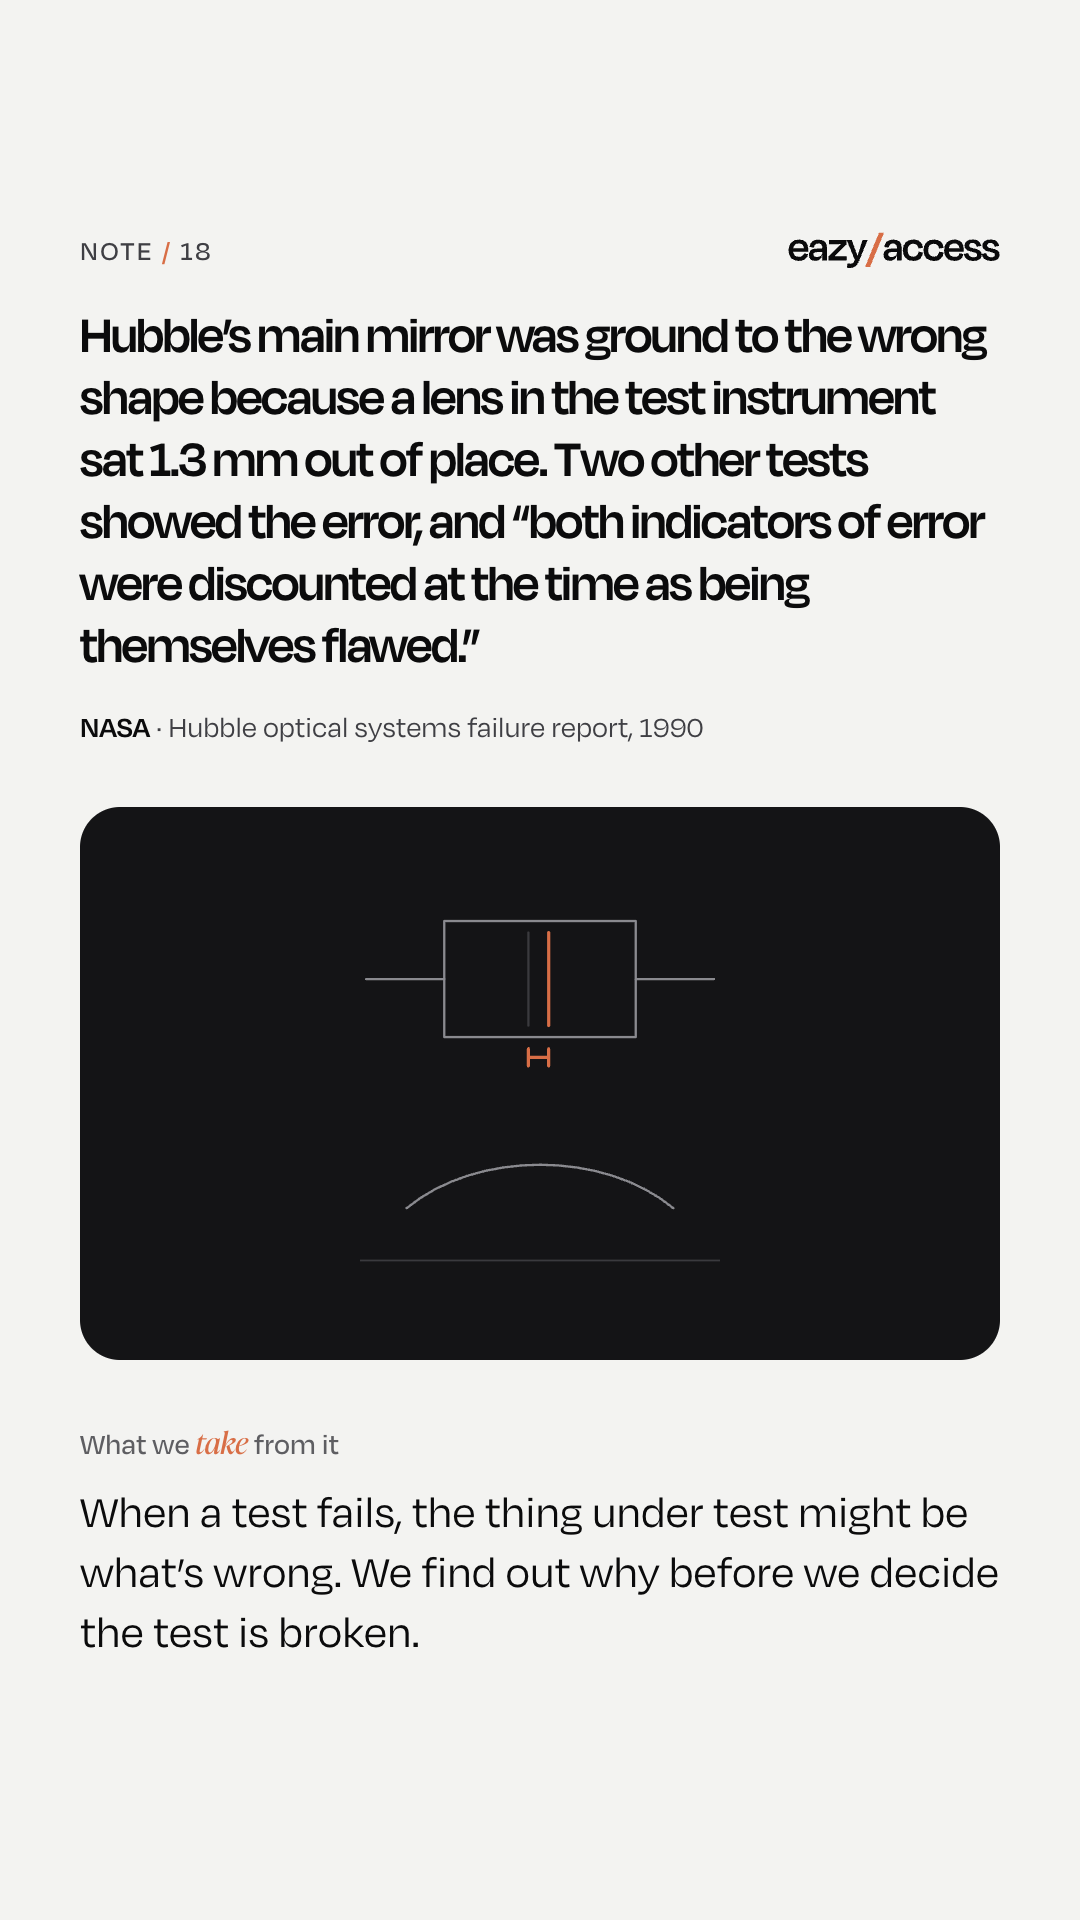 NOTE / 18
eazy/access
Hubble’s main mirror was ground to the wrong
shape because a lens in the test instrument
sat 1.3 mm out of place. Two other tests
showed the error, and “both indicators of error
were discounted at the time as being
themselves flawed.”
NASA · Hubble optical systems failure report, 1990
What we take from it
When a test fails, the thing under test might be
what’s wrong. We find out why before we decide
the test is broken.